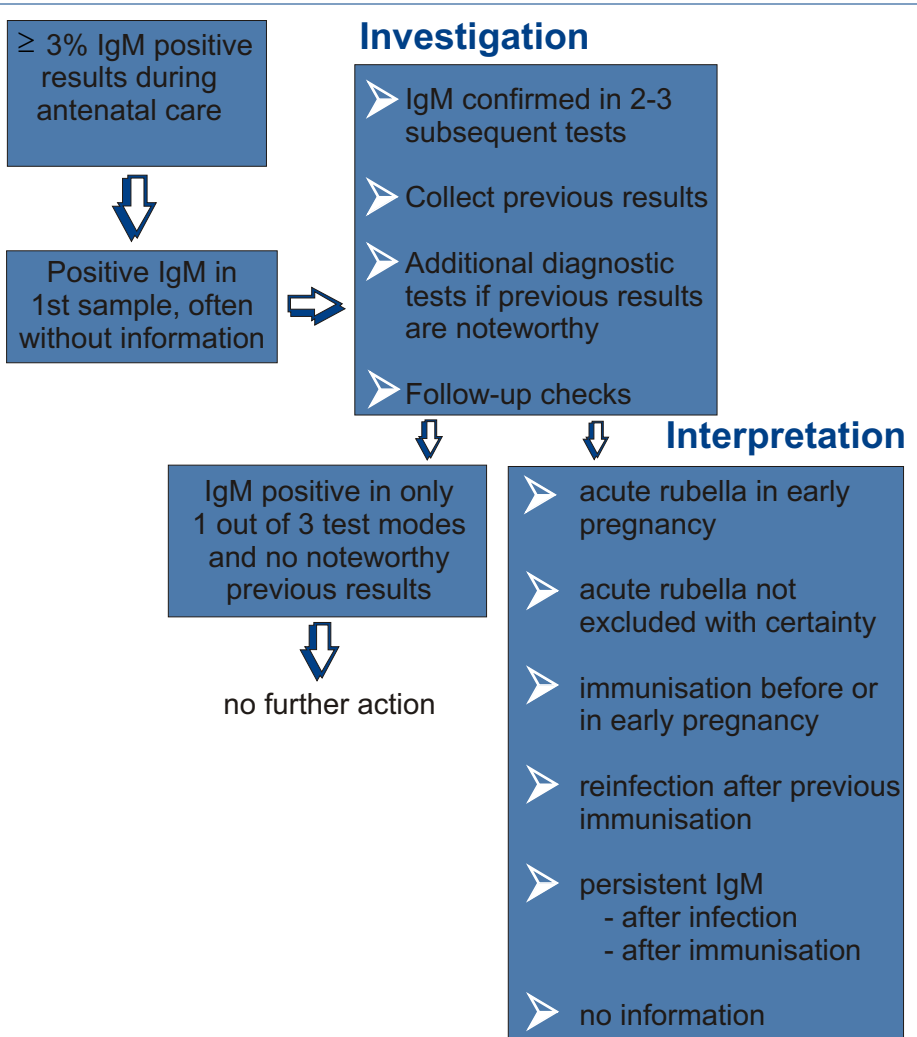 ≥ 3% IgM positive
results during
antenatal care
Positive IgM in
1st sample, often
without information
Investigation
IgM confirmed in 2-3
subsequent tests
Collect previous results
Additional diagnostic
tests if previous results
are noteworthy
Follow-up checks
IgM positive in only
1 out of 3 test modes
and no noteworthy
previous results
no further action
Interpretation
acute rubella in early
pregnancy
acute rubella not
excluded with certainty
immunisation before or
in early pregnancy
reinfection after previous
immunisation
persistent IgM
- after infection
- after immunisation
no information